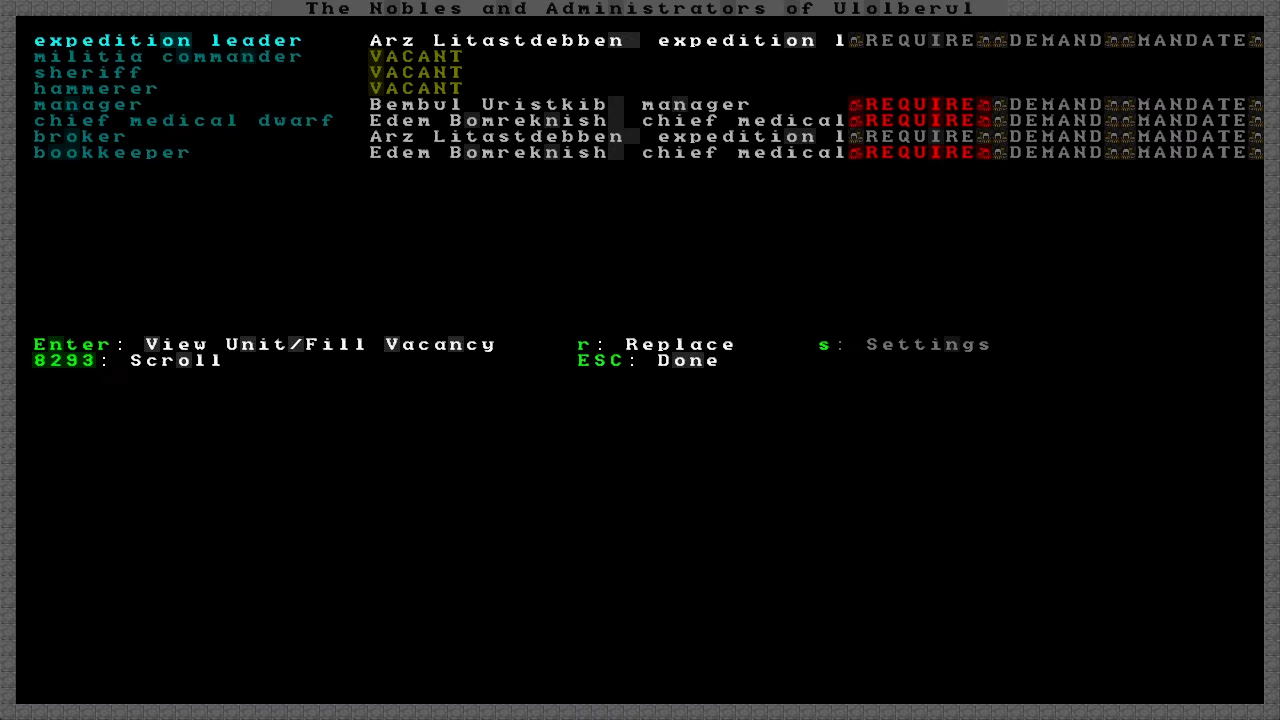 The Nobles and Administrators of Ulolberul
expedition leader Arz Litastdebben expedition l REQUIRE DEMAND MANDATE
militia commander VACANT
sheriff VACANT
hammerer VACANT
manager Bembul Uristkib manager REQUIRE DEMAND MANDATE
chief medical dwarf Edem Bomreknish chief medical REQUIRE DEMAND MANDATE
broker Arz Litastdebben expedition l REQUIRE DEMAND MANDATE
bookkeeper Edem Bomreknish chief medical REQUIRE DEMAND MANDATE
Enter: View Unit/Fill Vacancy r: Replace s: Settings
8293: Scroll ESC: Done